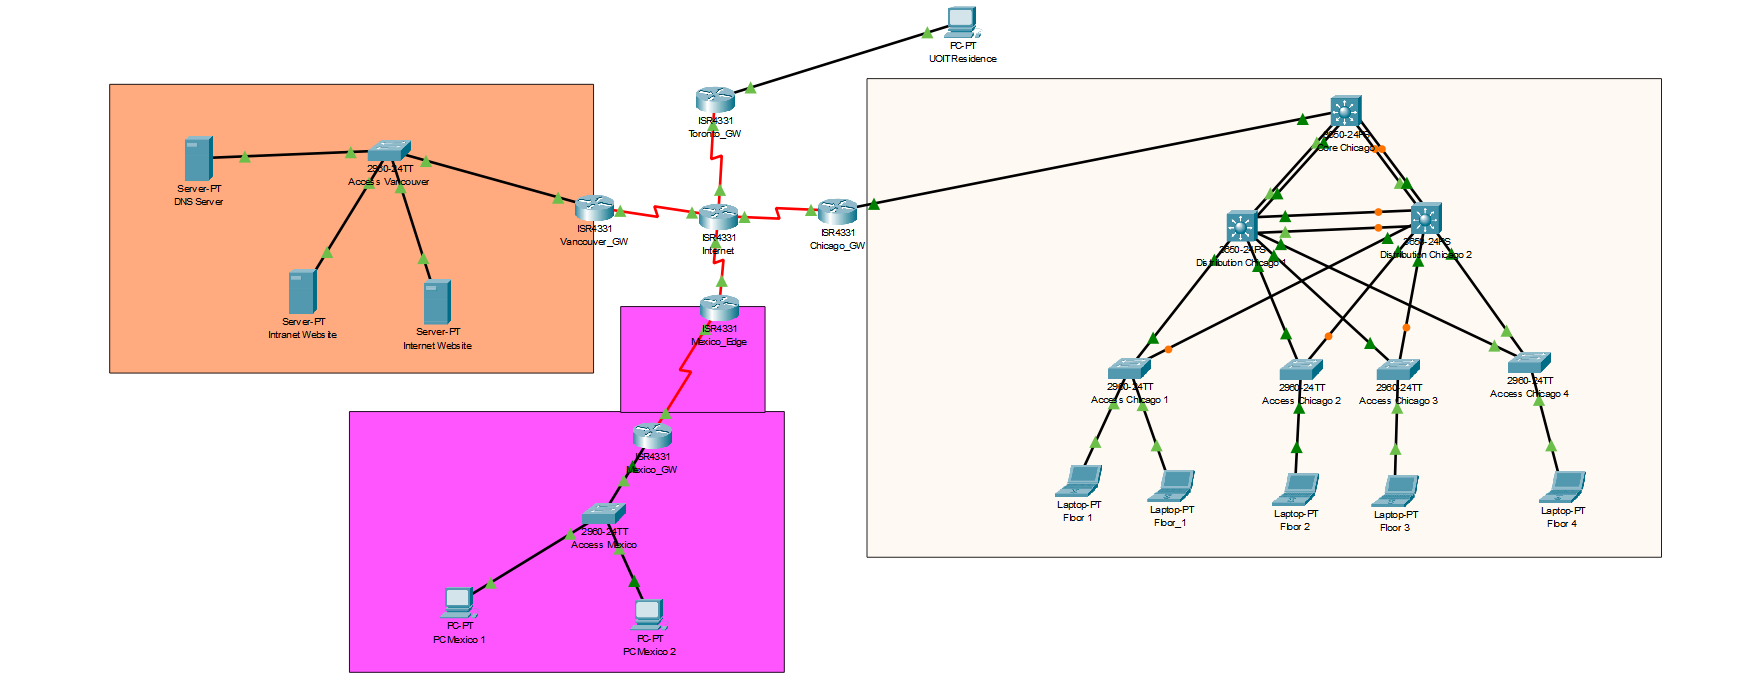 PC-PT
UOIT Residence
ISR4331
Toronto_GW
2960-24TT
Access Vancouver
Server-PT
DNS Server
Server-PT
Intranet Website
Server-PT
Internet Website
ISR4331
Vancouver_GW
ISR4331
Internet
ISR4331
Chicago_GW
ISR4331
Mexico_Edge
ISR4331
Mexico_GW
2960-24TT
Access Mexico
PC-PT
PC Mexico 1
PC-PT
PC Mexico 2
3650-24PS
Core Chicago
3650-24PS
Distribution Chicago 1
3650-24PS
Distribution Chicago 2
2960-24TT
Access Chicago 1
2960-24TT
Access Chicago 2
2960-24TT
Access Chicago 3
2960-24TT
Access Chicago 4
Laptop-PT
Floor 1
Laptop-PT
Floor_1
Laptop-PT
Floor 2
Laptop-PT
Floor 3
Laptop-PT
Floor 4